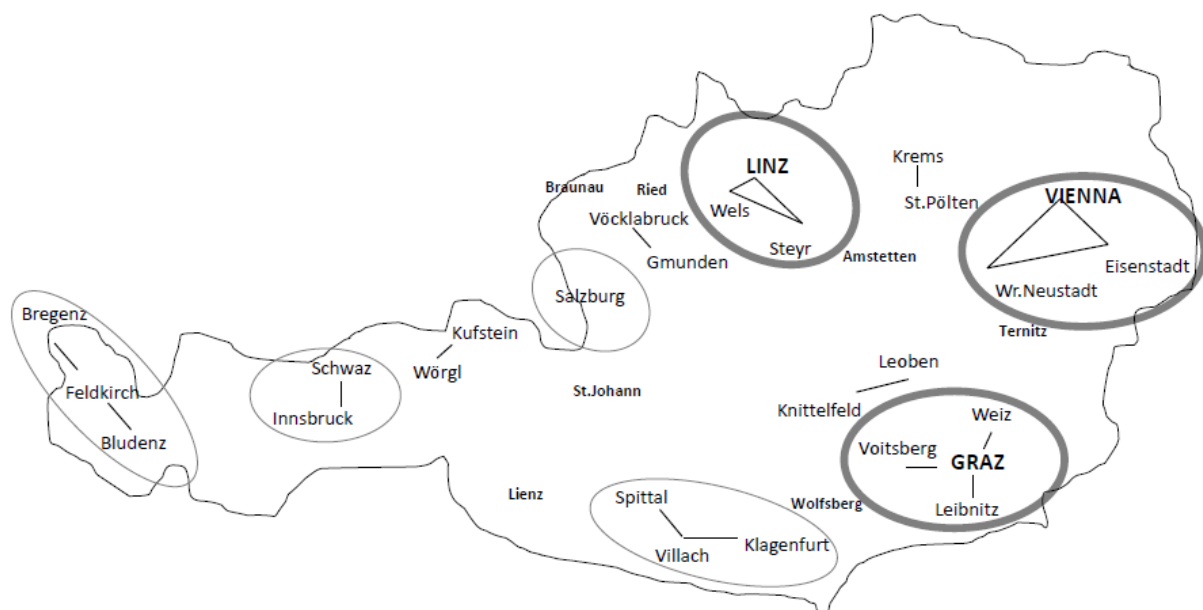 Krems
LINZ
Braunau
Ried
VIENNA
St.Pölten
Wels
Vöcklabruck
Steyr
Amstetten
Gmunden
Eisenstadt
Wr.Neustadt
Salzburg
Bregenz
Kufstein
Ternitz
Leoben
Schwaz
Wörgl
Feldkirch
St.Johann
Knittelfeld
Innsbruck
Weiz
Bludenz
Voitsberg
GRAZ
Lienz
Spittal
Wolfsberg
Leibnitz
Villach
Klagenfurt